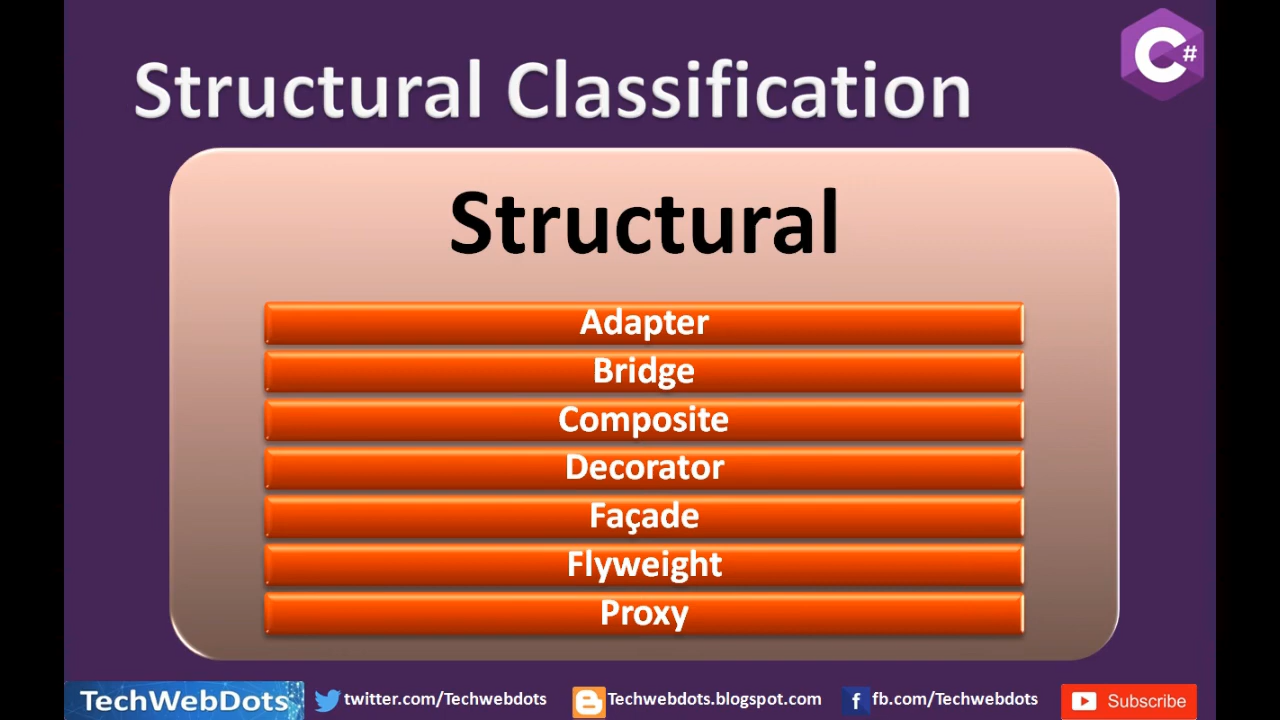 Structural Classification
C#
Structural
Adapter
Bridge
Composite
Decorator
Façade
Flyweight
Proxy
TechWebDots twitter.com/Techwebdots Techwebdots.blogspot.com fb.com/Techwebdots Subscribe